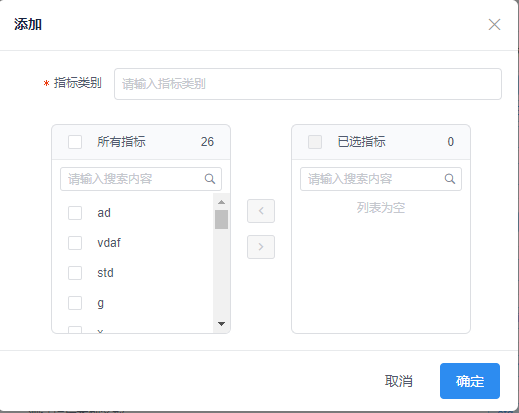 添加
* 指标类别 请输入指标类别
所有指标 26
请输入搜索内容
ad
vdaf
std
g
已选指标 0
请输入搜索内容
列表为空
取消 确定